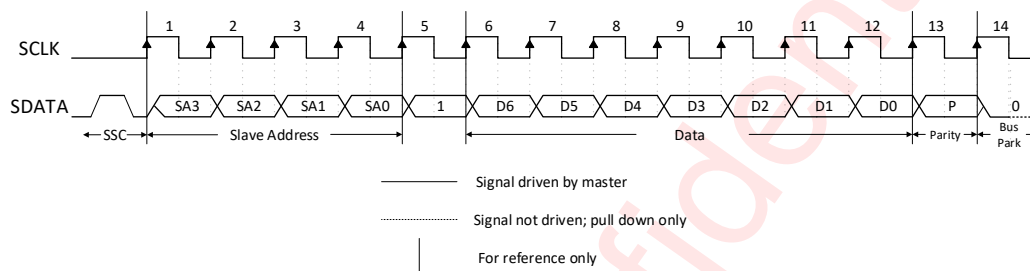 1 2 3 4 5 6 7 8 9 10 11 12 13 14
SCLK
SDATA SA3 SA2 SA1 SA0 1 D6 D5 D4 D3 D2 D1 D0 P 0
SSC Slave Address Data Parity Bus
Park
Signal driven by master
Signal not driven; pull down only
For reference only